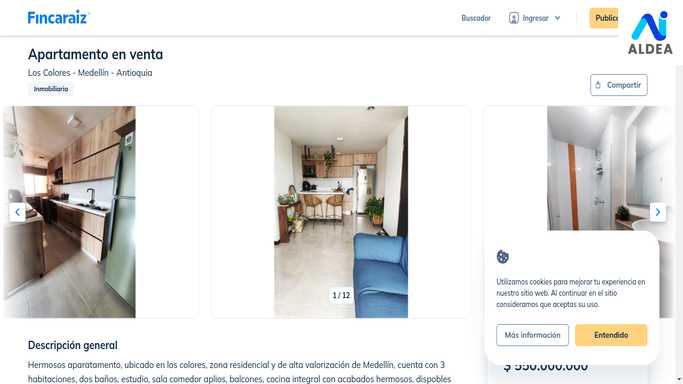 Fincaraiz
Buscador
Ingresar
ALDEA
Apartamento en venta
Los Colores - Medellín - Antioquia
Inmobiliario
Compartir
1 / 12
Utilizamos cookies para mejorar tu experiencia en
nuestro sitio web. Al continuar en el sitio
consideramos que aceptas su uso.
Más información
Entendido
$ 550.000.000
Descripción general
Hermosos aparatamento, ubicado en los colores, zona residencial y de alta valorización de Medellín, cuenta con 3
habitaciones, dos baños, estudio, sala comedor aplios, balcones, cocina integral con acabados hermosos, dispobles